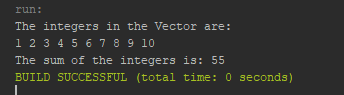 run:
The integers in the Vector are:
1 2 3 4 5 6 7 8 9 10
The sum of the integers is: 55
BUILD SUCCESSFUL (total time: 0 seconds)